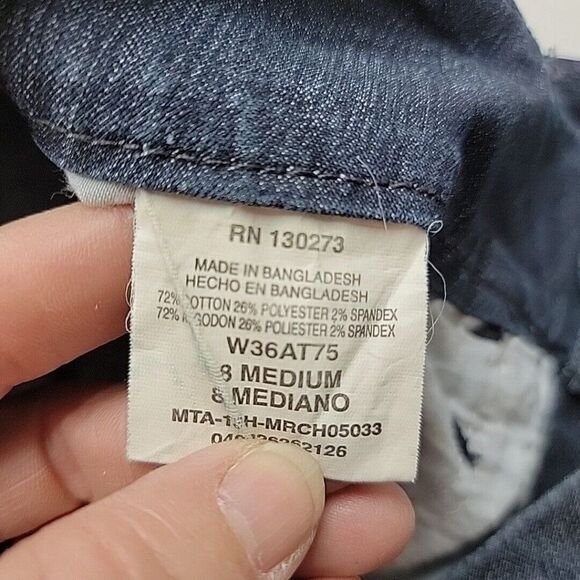 RN 130273
MADE IN BANGLADESH
HECHO EN BANGLADESH
72% COTTON 26% POLYESTER 2% SPANDEX
72% ALGODON 26% POLIESTER 2% SPANDEX
W36AT75
8 MEDIUM
8 MEDIANO